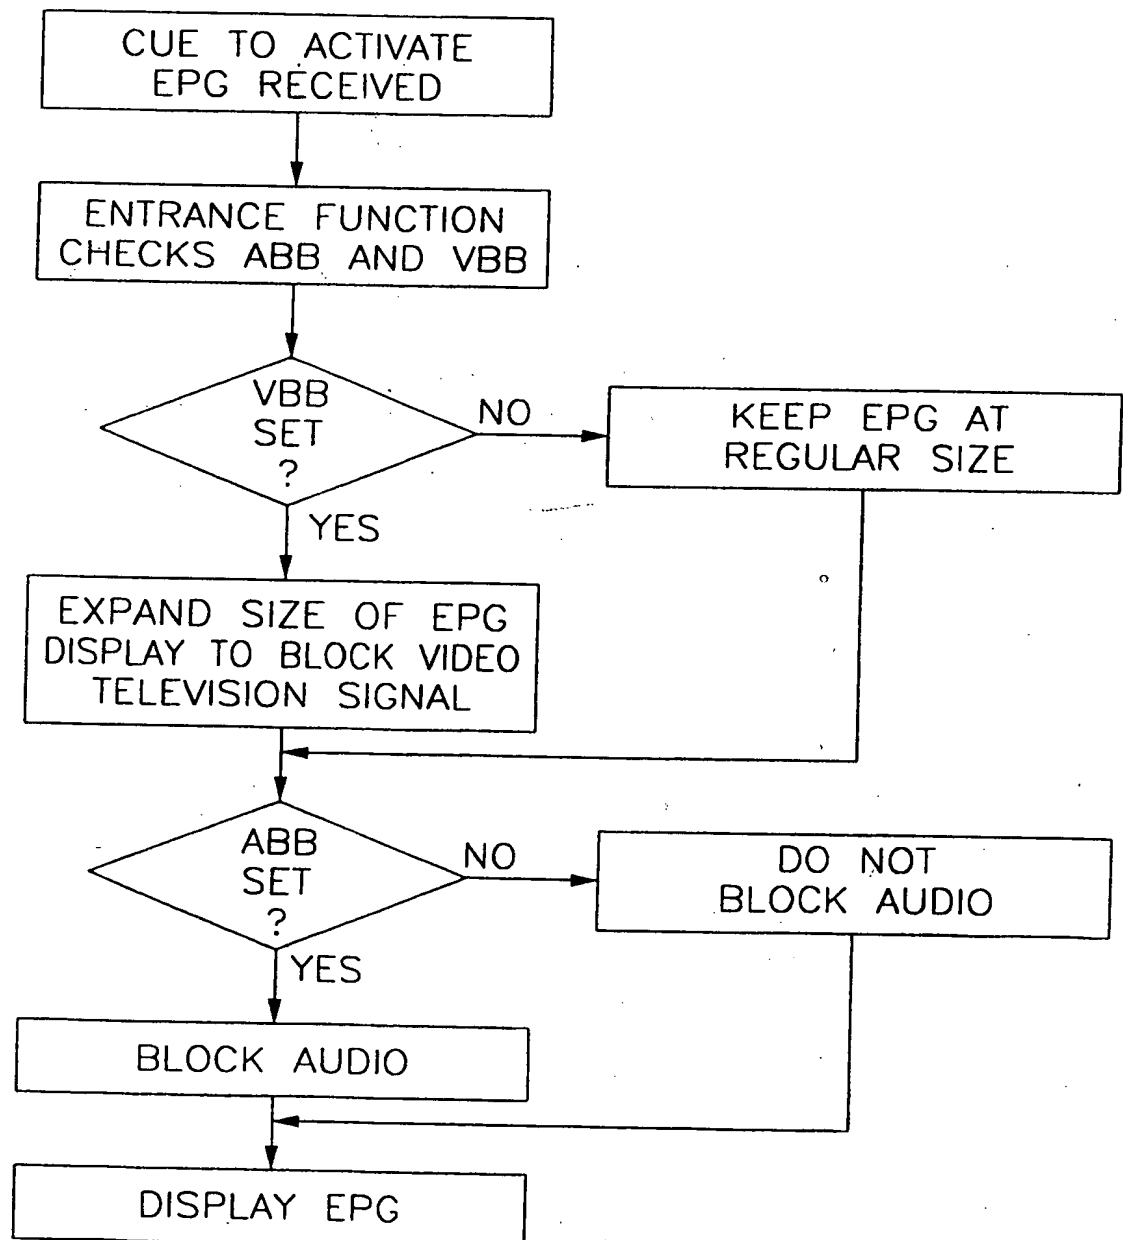 CUE TO ACTIVATE
EPG RECEIVED
ENTRANCE FUNCTION
CHECKS ABB AND VBB
VBB
SET
?
NO
KEEP EPG AT
REGULAR SIZE
YES
EXPAND SIZE OF EPG
DISPLAY TO BLOCK VIDEO
TELEVISION SIGNAL
ABB
SET
?
NO
DO NOT
BLOCK AUDIO
YES
BLOCK AUDIO
DISPLAY EPG